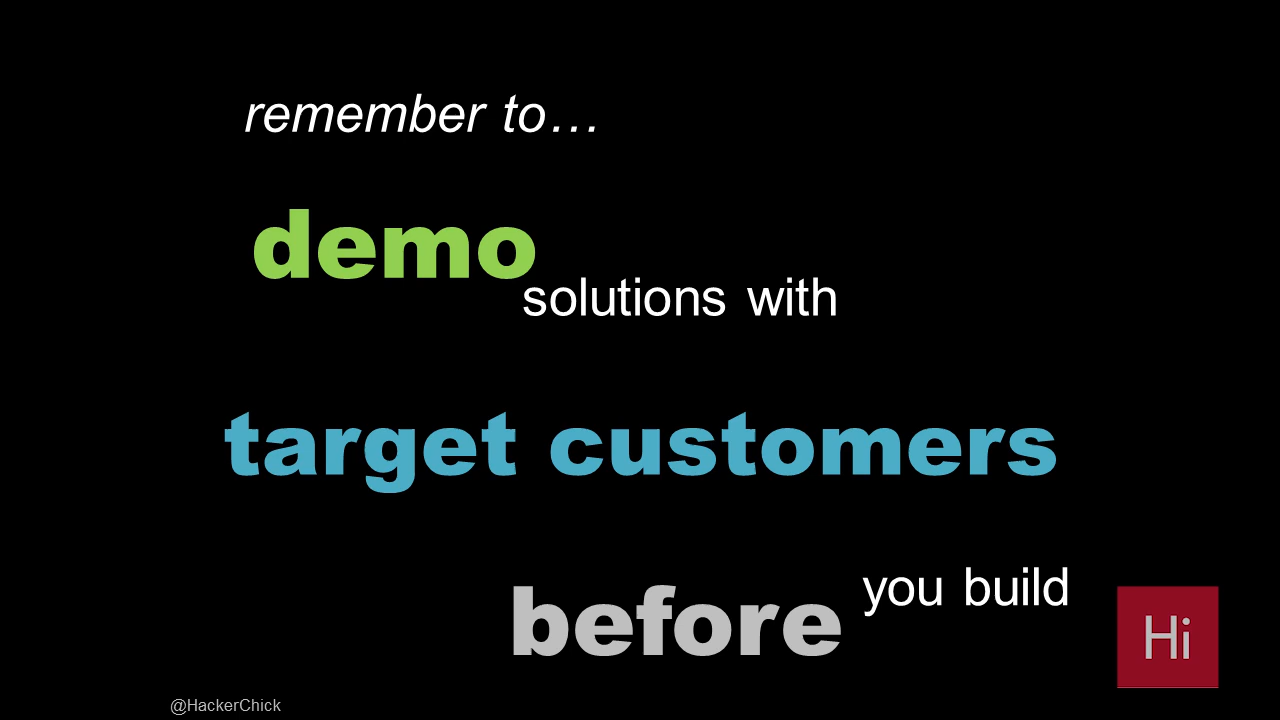 remember to…
demo
solutions with
target customers
before you build
Hi
@HackerChick